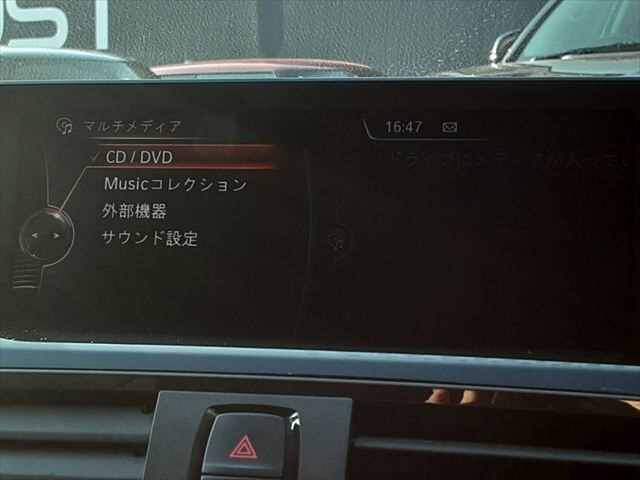 マルチメディア
16:47
CD / DVD
Musicコレクション
外部機器
サウンド設定